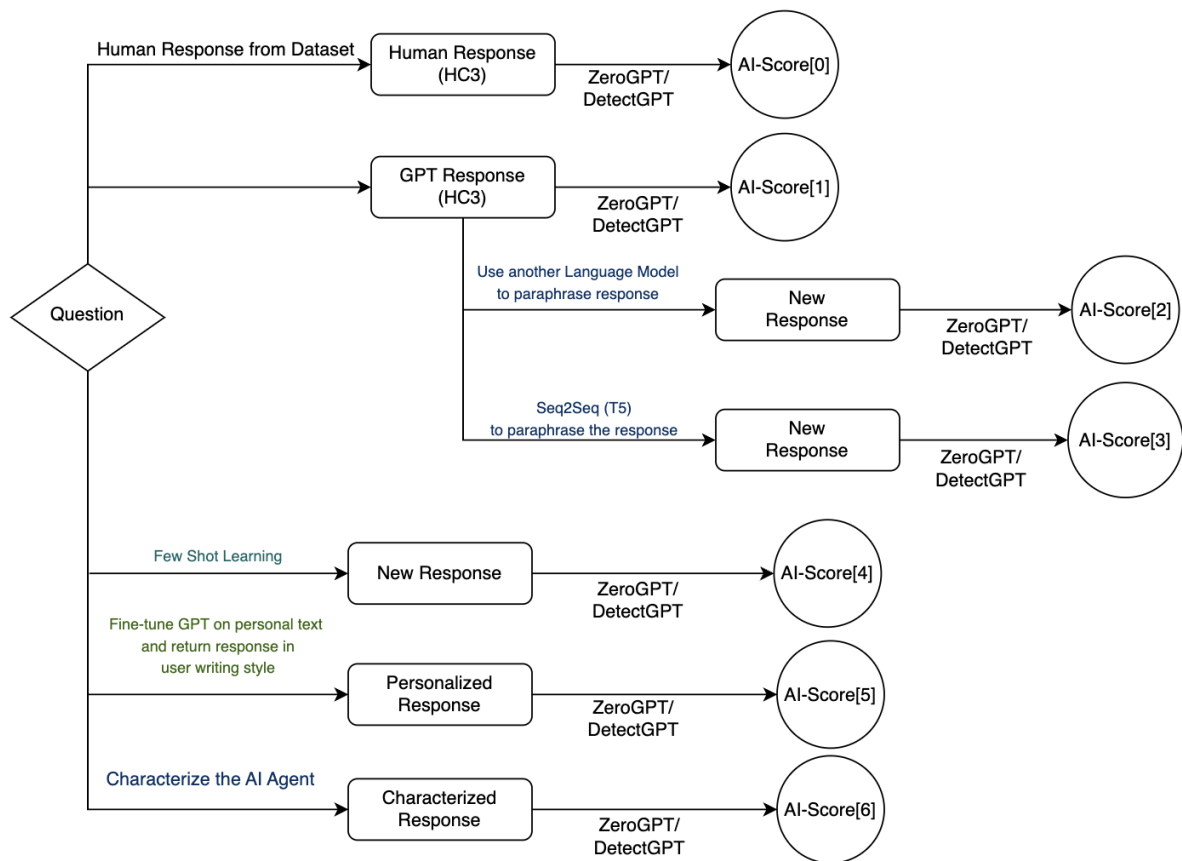 Human Response from Dataset
Human Response
(HC3)
ZeroGPT/
DetectGPT
AI-Score[0]
GPT Response
(HC3)
ZeroGPT/
DetectGPT
AI-Score[1]
Use another Language Model
to paraphrase response
New
Response
ZeroGPT/
DetectGPT
AI-Score[2]
Question
Seq2Seq (T5)
to paraphrase the response
New
Response
ZeroGPT/
DetectGPT
AI-Score[3]
Few Shot Learning
New Response
ZeroGPT/
DetectGPT
AI-Score[4]
Fine-tune GPT on personal text
and return response in
user writing style
Personalized
Response
ZeroGPT/
DetectGPT
AI-Score[5]
Characterize the AI Agent
Characterized
Response
ZeroGPT/
DetectGPT
AI-Score[6]